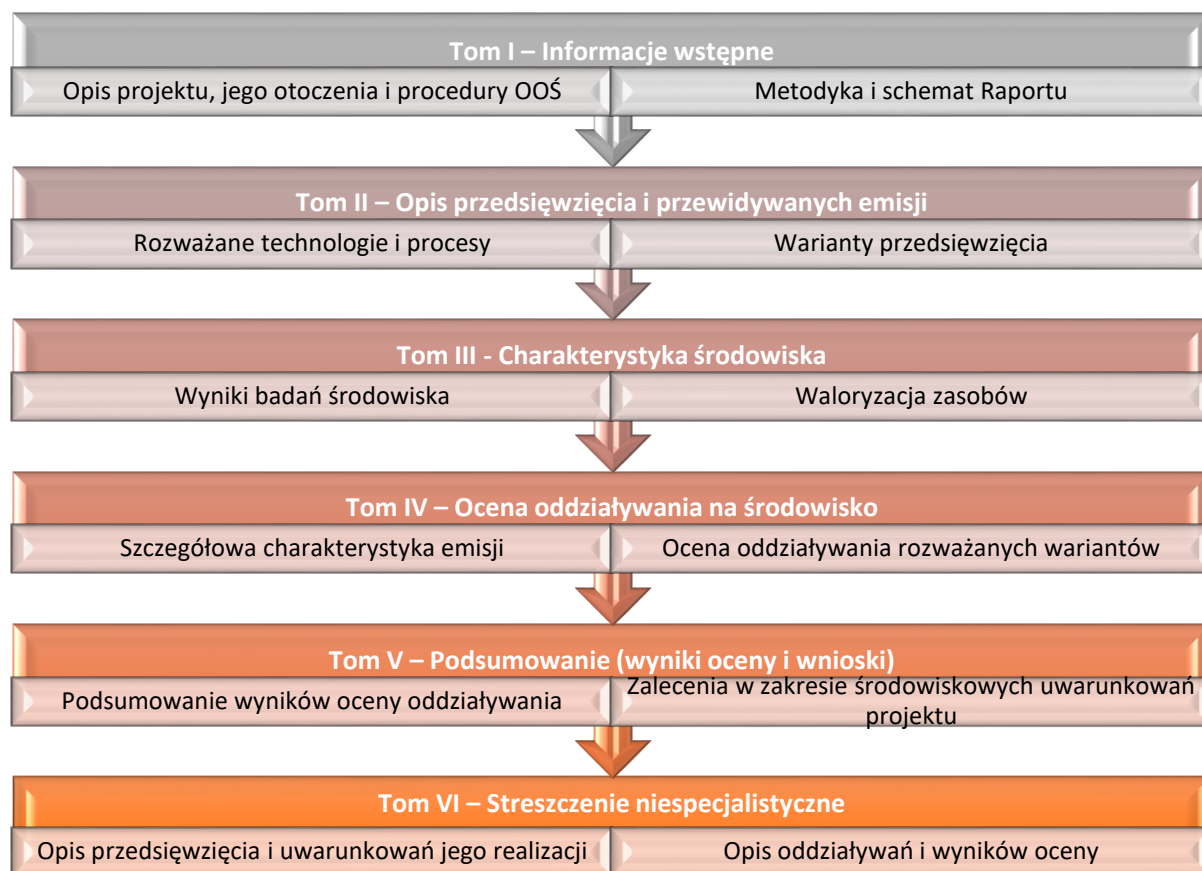 Tom I – Informacje wstępne
Opis projektu, jego otoczenia i procedury OOŚ
Metodyka i schemat Raportu
Tom II – Opis przedsięwzięcia i przewidywanych emisji
Rozważane technologie i procesy
Warianty przedsięwzięcia
Tom III - Charakterystyka środowiska
Wyniki badań środowiska
Waloryzacja zasobów
Tom IV – Ocena oddziaływania na środowisko
Szczegółowa charakterystyka emisji
Ocena oddziaływania rozważanych wariantów
Tom V – Podsumowanie (wyniki oceny i wnioski)
Podsumowanie wyników oceny oddziaływania
Zalecenia w zakresie środowiskowych uwarunkowań
projektu
Tom VI – Streszczenie niespecjalistyczne
Opis przedsięwzięcia i uwarunkowań jego realizacji
Opis oddziaływań i wyników oceny